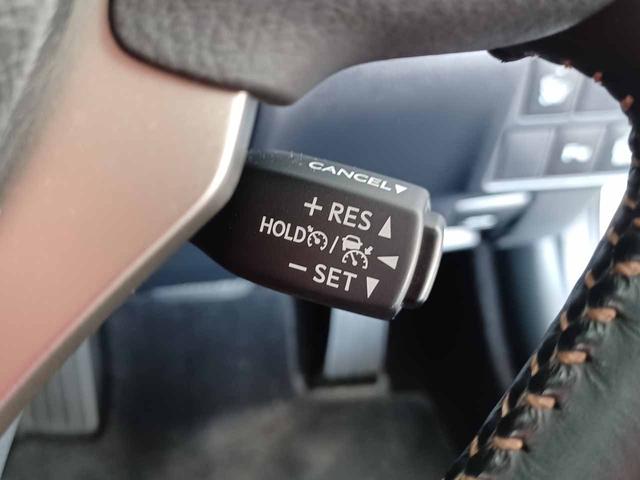 CANCEL▼
+ RES ▲
HOLD / ◀
− SET ▼